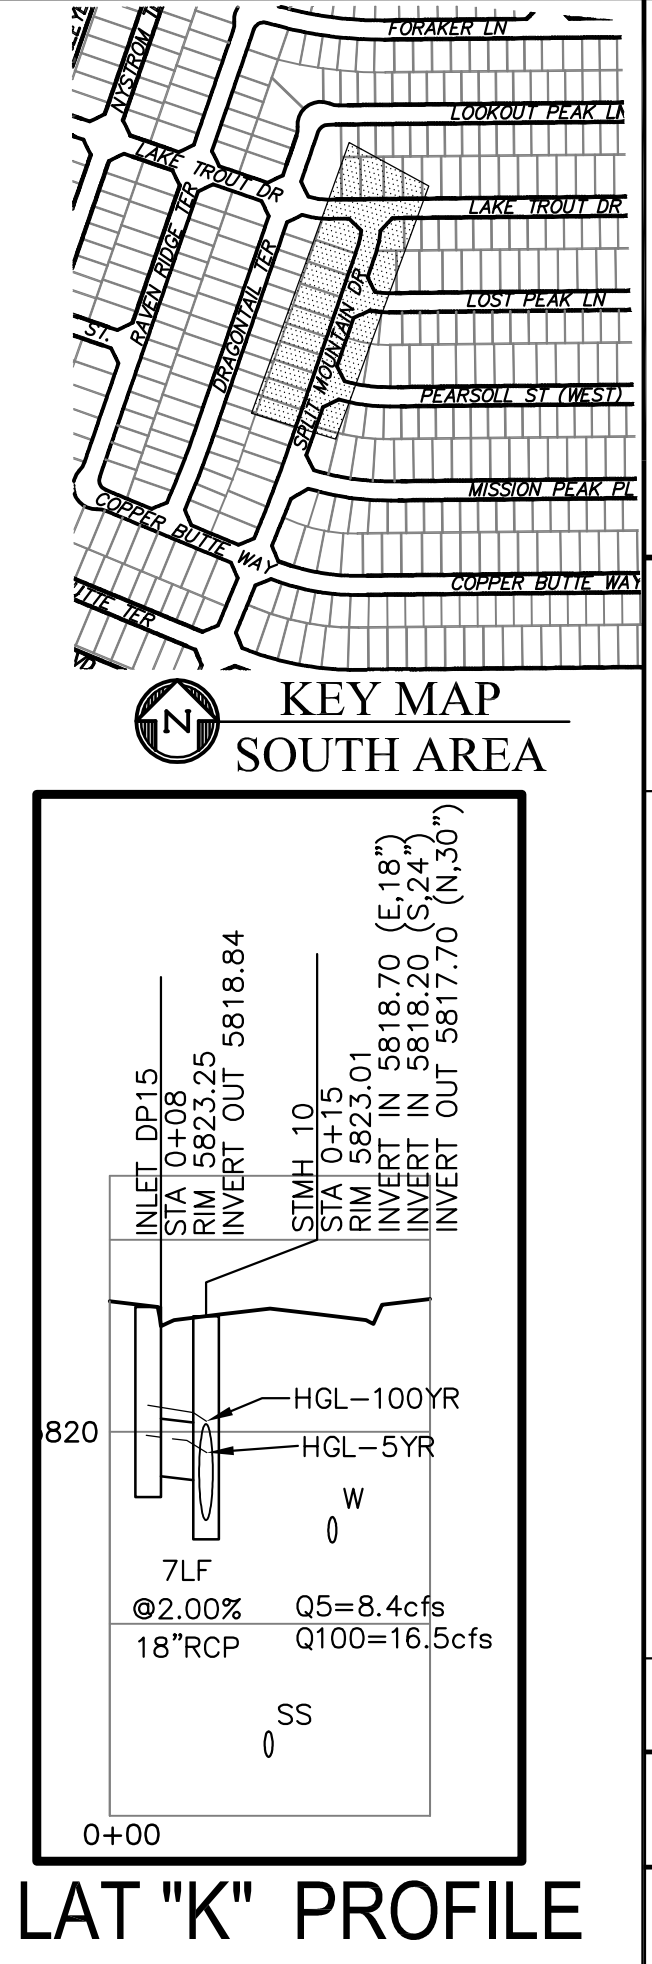 FORAKER LN
NYSTROM
LOOKOUT PEAK LN
LAKE TROUT DR
LAKE TROUT DR
RAVEN RIDGE TER
DRAGONTAIL TER
SPLIT MOUNTAIN DR
LOST PEAK LN
ST.
PEARSOLL ST (WEST)
MISSION PEAK PL
COPPER BUTTE WAY
COPPER BUTTE WAY
TER
N
KEY MAP
SOUTH AREA
INLET DP15
STA 0+08
RIM 5823.25
INVERT OUT 5818.84
STMH 10
STA 0+15
RIM 5823.01
INVERT IN 5818.70 (E,18")
INVERT IN 5818.20 (S,24")
INVERT OUT 5817.70 (N,30")
HGL-100YR
820
HGL-5YR
W
7LF
@2.00%
18"RCP
Q5=8.4cfs
Q100=16.5cfs
SS
0+00
LAT "K" PROFILE